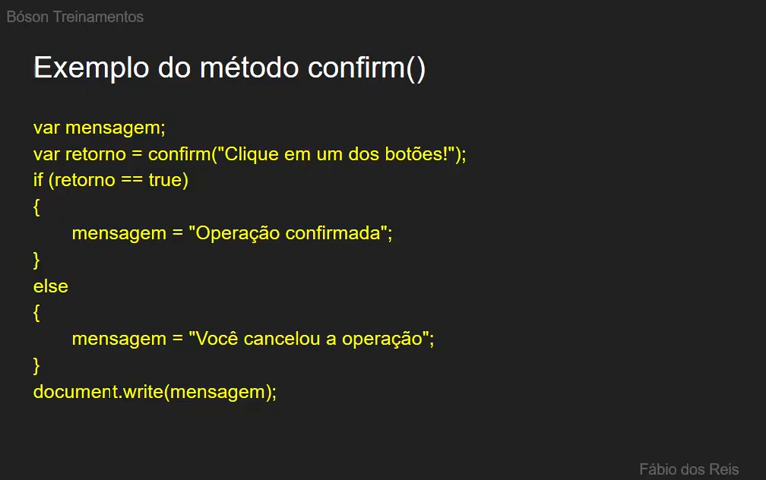 Bóson Treinamentos
Exemplo do método confirm()
var mensagem;
var retorno = confirm("Clique em um dos botões!");
if (retorno == true)
{
mensagem = "Operação confirmada";
}
else
{
mensagem = "Você cancelou a operação";
}
document.write(mensagem);
Fábio dos Reis